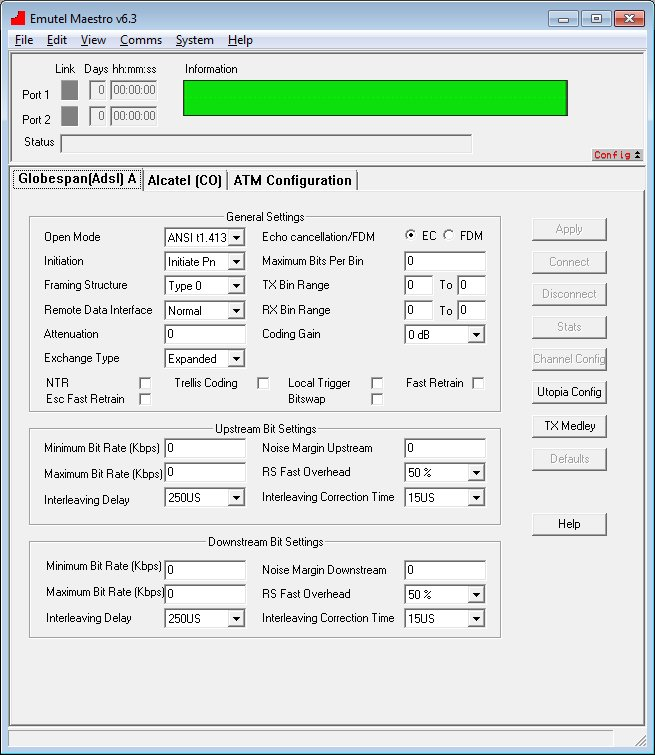 Emutel Maestro v6.3
File Edit View Comms System Help
Link Days hh:mm:ss Information
Port 1 0 00:00:00
Port 2 0 00:00:00
Status
Config
Globespan(Adsl) A Alcatel (CO) ATM Configuration
General Settings
Open Mode ANSI t1.413 Echo cancellation/FDM EC FDM
Initiation Initiate Pn Maximum Bits Per Bin 0
Framing Structure Type 0 TX Bin Range 0 To 0
Remote Data Interface Normal RX Bin Range 0 To 0
Attenuation 0 Coding Gain 0 dB
Exchange Type Expanded
NTR Trellis Coding Local Trigger Fast Retrain
Esc Fast Retrain Bitswap
Upstream Bit Settings
Minimum Bit Rate (Kbps) 0 Noise Margin Upstream 0
Maximum Bit Rate (Kbps) 0 RS Fast Overhead 50 %
Interleaving Delay 250US Interleaving Correction Time 15US
Downstream Bit Settings
Minimum Bit Rate (Kbps) 0 Noise Margin Downstream 0
Maximum Bit Rate (Kbps) 0 RS Fast Overhead 50 %
Interleaving Delay 250US Interleaving Correction Time 15US
Apply
Connect
Disconnect
Stats
Channel Config
Utopia Config
TX Medley
Defaults
Help